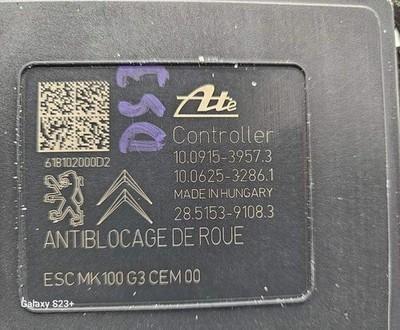 DS3
Ate
Controller
61B102000D2
10.0915-3957.3
10.0625-3286.1
MADE IN HUNGARY
28.5153-9108.3
ANTIBLOCAGE DE ROUE
ESC MK100 G3 CEM 00
Galaxy S23+